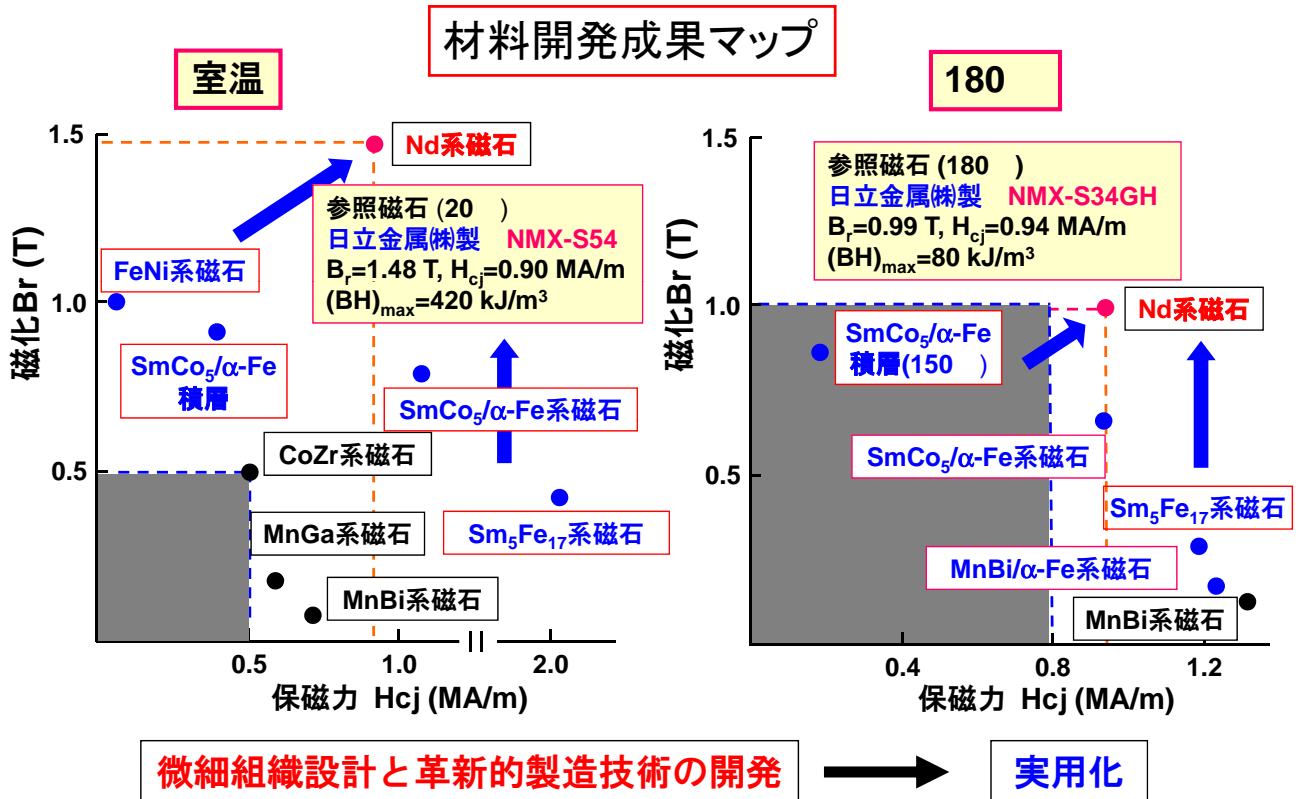 材料開発成果マップ
室温
180
1.5
1.0
0.5
磁化Br (T)
Nd系磁石
参照磁石 (20 )
日立金属㈱製 NMX-S54
Br=1.48 T, Hcj=0.90 MA/m
(BH)max=420 kJ/m³
FeNi系磁石
SmCo₅/α-Fe
積層
SmCo₅/α-Fe系磁石
CoZr系磁石
MnGa系磁石
Sm₅Fe₁₇系磁石
MnBi系磁石
0.5
1.0
2.0
保磁力 Hcj (MA/m)
1.5
1.0
0.5
磁化Br (T)
参照磁石 (180 )
日立金属㈱製 NMX-S34GH
Br=0.99 T, Hcj=0.94 MA/m
(BH)max=80 kJ/m³
Nd系磁石
SmCo₅/α-Fe
積層(150 )
SmCo₅/α-Fe系磁石
Sm₅Fe₁₇系磁石
MnBi/α-Fe系磁石
MnBi系磁石
0.4
0.8
1.2
保磁力 Hcj (MA/m)
微細組織設計と革新的製造技術の開発
実用化